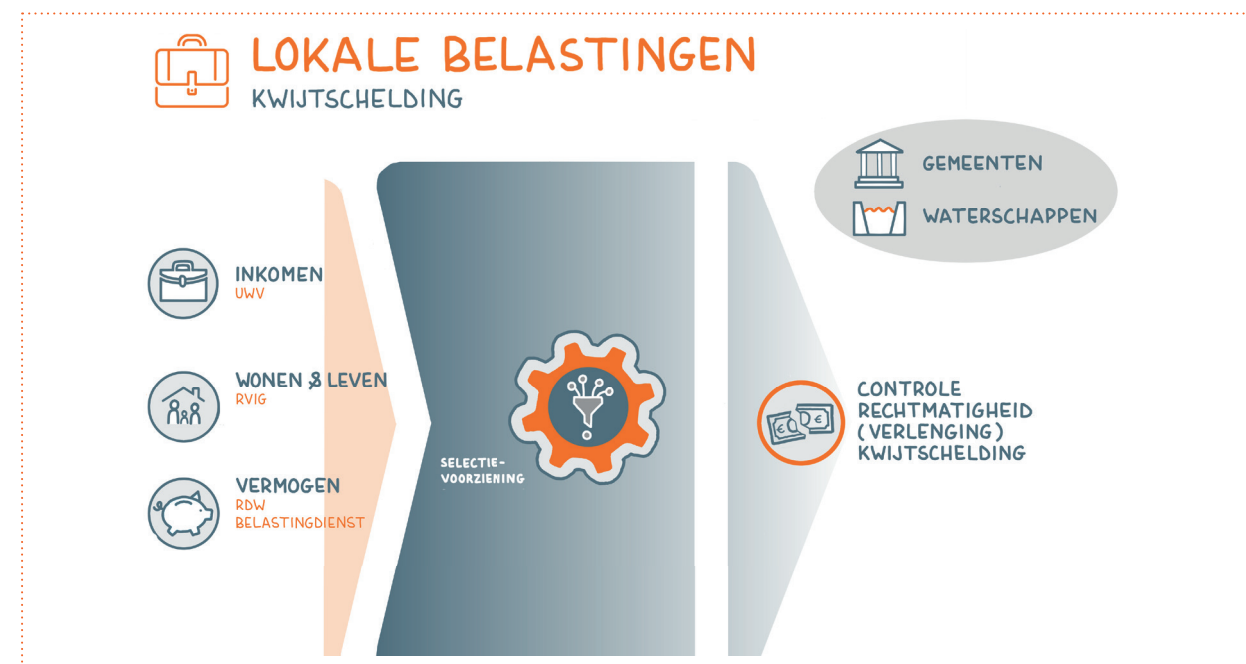 LOKALE BELASTINGEN
KWIJTSCHELDING
GEMEENTEN
WATERSCHAPPEN
INKOMEN
UWV
WONEN & LEVEN
RVIG
VERMOGEN
RDW
BELASTINGDIENST
SELECTIE-
VOORZIENING
CONTROLE
RECHTMATIGHEID
(VERLENGING)
KWIJTSCHELDING